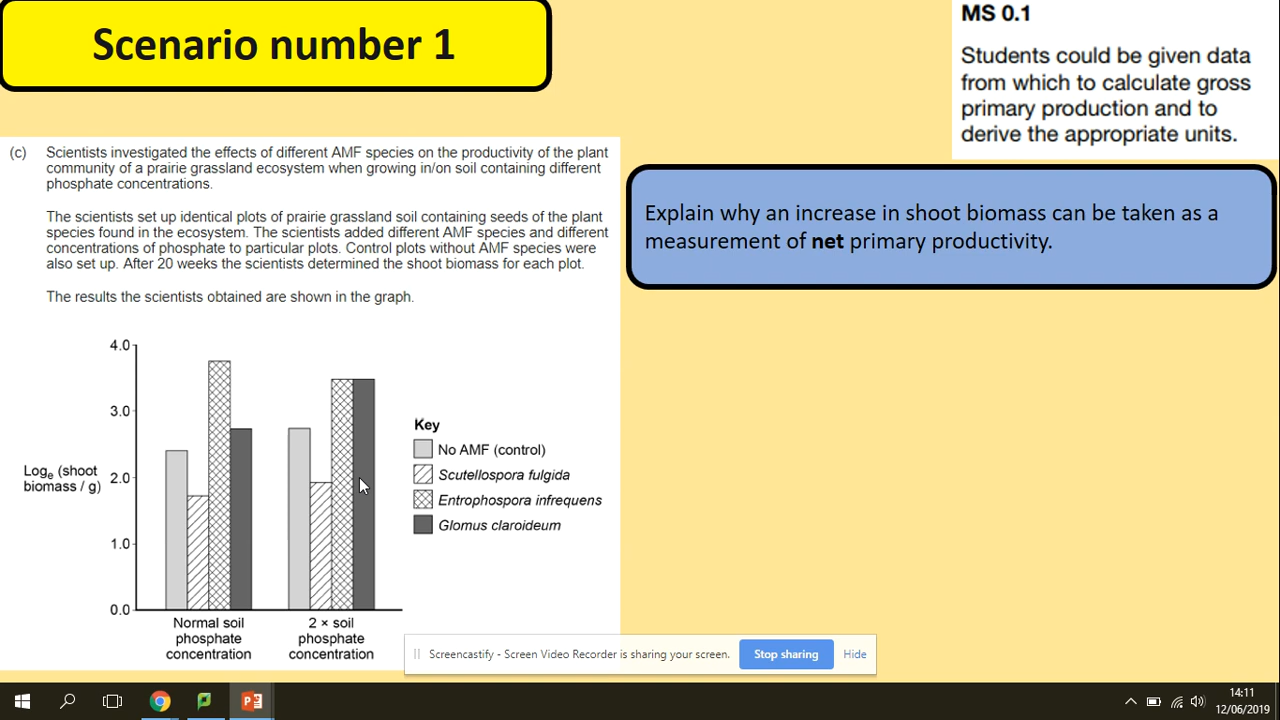 Scenario number 1
MS 0.1
Students could be given data
from which to calculate gross
primary production and to
derive the appropriate units.
(c) Scientists investigated the effects of different AMF species on the productivity of the plant
community of a prairie grassland ecosystem when growing in/on soil containing different
phosphate concentrations.
The scientists set up identical plots of prairie grassland soil containing seeds of the plant
species found in the ecosystem. The scientists added different AMF species and different
concentrations of phosphate to particular plots. Control plots without AMF species were
also set up. After 20 weeks the scientists determined the shoot biomass for each plot.
The results the scientists obtained are shown in the graph.
Explain why an increase in shoot biomass can be taken as a
measurement of net primary productivity.
4.0
3.0
2.0
1.0
0.0
Loge (shoot
biomass / g)
Normal soil
phosphate
concentration
2 × soil
phosphate
concentration
Key
No AMF (control)
Scutellospora fulgida
Entrophospora infrequens
Glomus claroideum
Screencastify - Screen Video Recorder is sharing your screen.
Stop sharing
Hide
14:11
12/06/2019